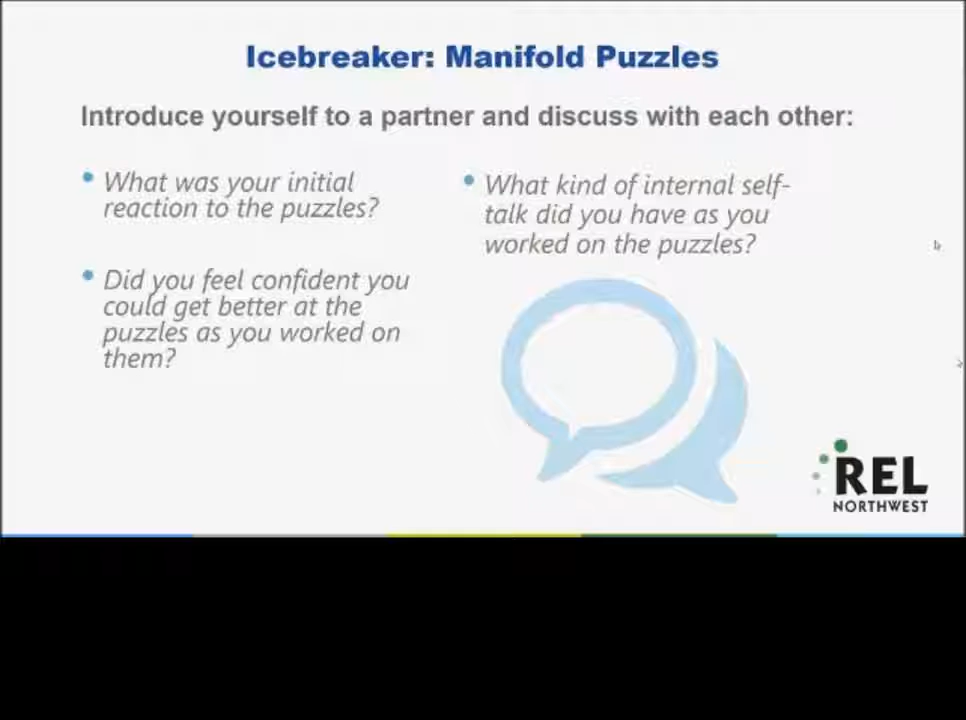 Icebreaker: Manifold Puzzles
Introduce yourself to a partner and discuss with each other:
• What was your initial
reaction to the puzzles?
• Did you feel confident you
could get better at the
puzzles as you worked on
them?
• What kind of internal self-
talk did you have as you
worked on the puzzles?
REL
NORTHWEST